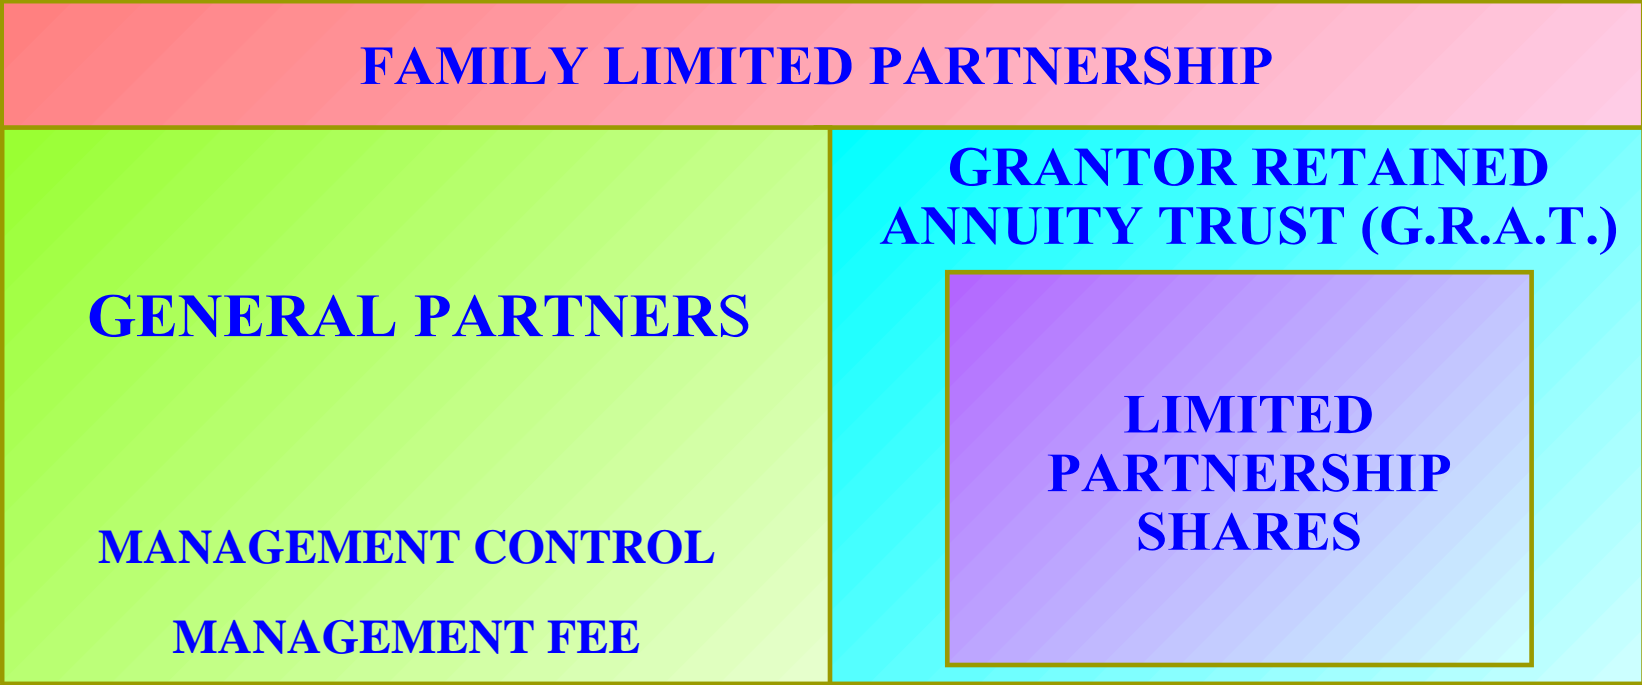 FAMILY LIMITED PARTNERSHIP
GENERAL PARTNERS
MANAGEMENT CONTROL
MANAGEMENT FEE
GRANTOR RETAINED
ANNUITY TRUST (G.R.A.T.)
LIMITED
PARTNERSHIP
SHARES